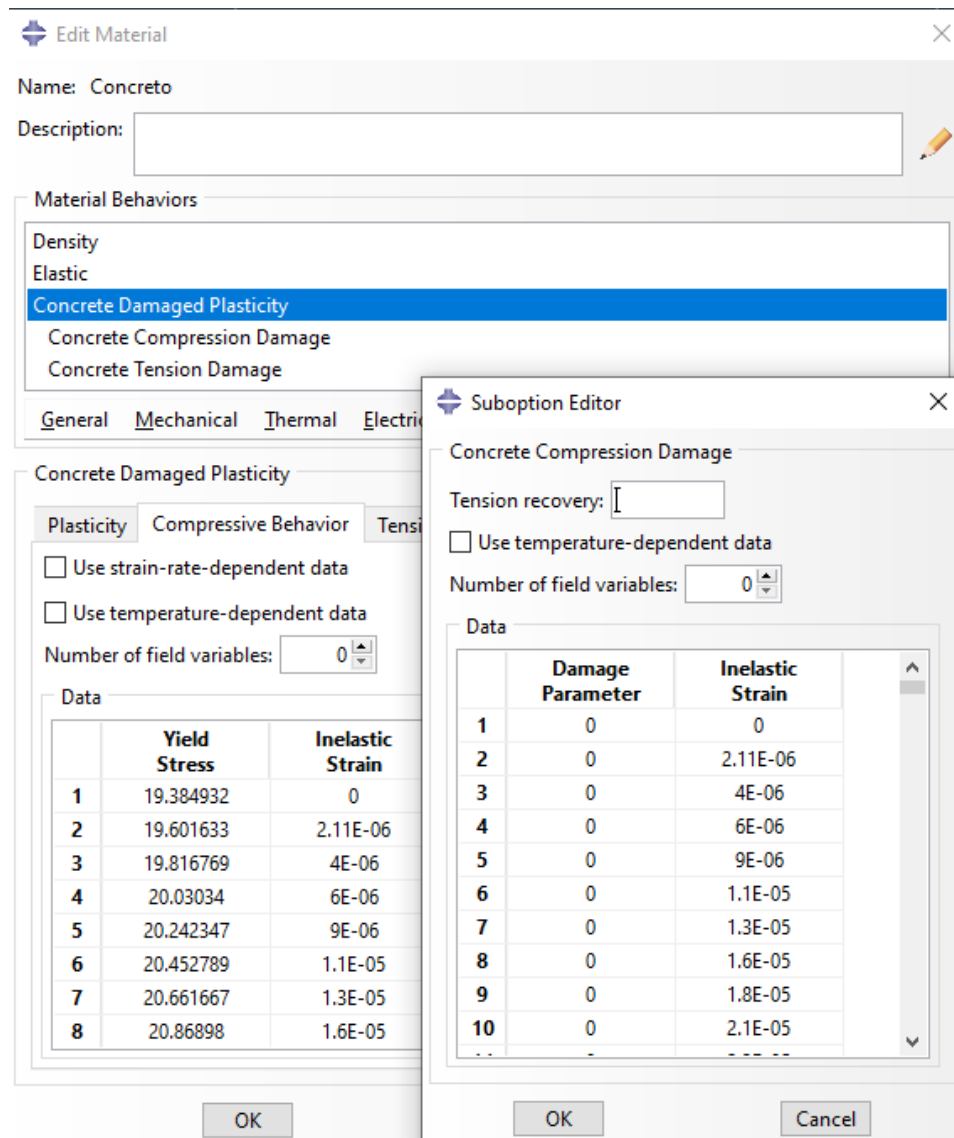 Edit Material
Name: Concreto
Description:
Material Behaviors
Density
Elastic
Concrete Damaged Plasticity
Concrete Compression Damage
Concrete Tension Damage
General Mechanical Thermal
Concrete Damaged Plasticity
Plasticity Compressive Behavior
Use strain-rate-dependent data
Use temperature-dependent data
Number of field variables: 0
Data
Yield Stress Inelastic Strain
1 19.384932 0
2 19.601633 2.11E-06
3 19.816769 4E-06
4 20.03034 6E-06
5 20.242347 9E-06
6 20.452789 1.1E-05
7 20.661667 1.3E-05
8 20.86898 1.6E-05
OK
Suboption Editor
Concrete Compression Damage
Tension recovery:
Use temperature-dependent data
Number of field variables: 0
Data
Damage Parameter Inelastic Strain
1 0 0
2 0 2.11E-06
3 0 4E-06
4 0 6E-06
5 0 9E-06
6 0 1.1E-05
7 0 1.3E-05
8 0 1.6E-05
9 0 1.8E-05
10 0 2.1E-05
OK Cancel